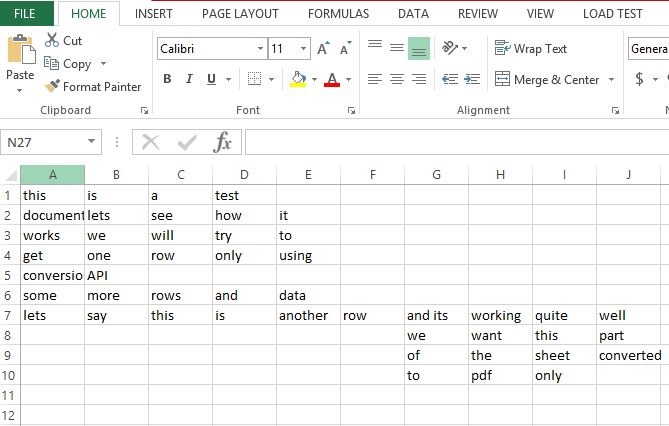 FILE HOME INSERT PAGE LAYOUT FORMULAS DATA REVIEW VIEW LOAD TEST
Cut
Copy
Format Painter
Paste
Clipboard
Calibri 11 A A
B I U A
Font
Wrap Text
Merge & Center
Alignment
Genera
$
N27 fx
A B C D E F G H I J
1 this is a test
2 document lets see how it
3 works we will try to
4 get one row only using
5 conversio API
6 some more rows and data
7 lets say this is another row and its working quite well
8 we want this part
9 of the sheet converted
10 to pdf only
11
12